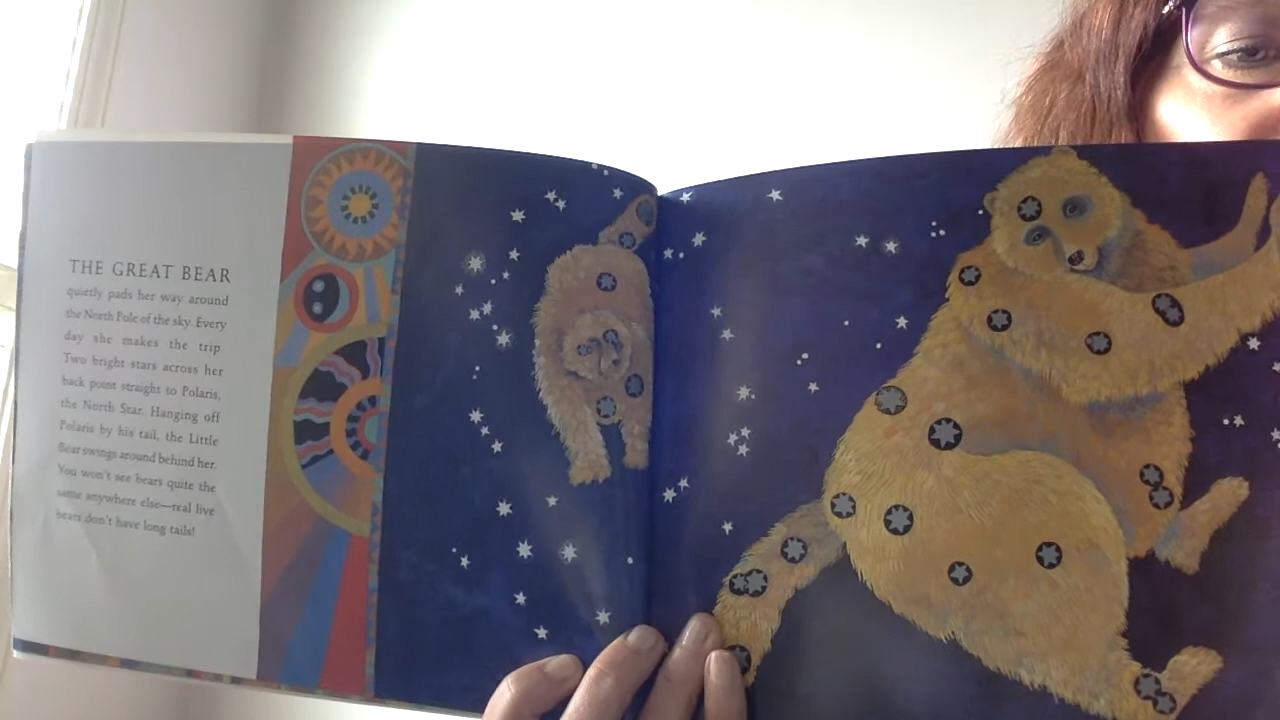 THE GREAT BEAR
quietly pads her way around
the North Pole of the sky. Every
day she makes the trip.
Two bright stars across her
back point straight to Polaris,
the North Star. Hanging off
Polaris by his tail, the Little
Bear swings around behind her.
You won't see bears quite the
same anywhere else—real live
bears don't have long tails!